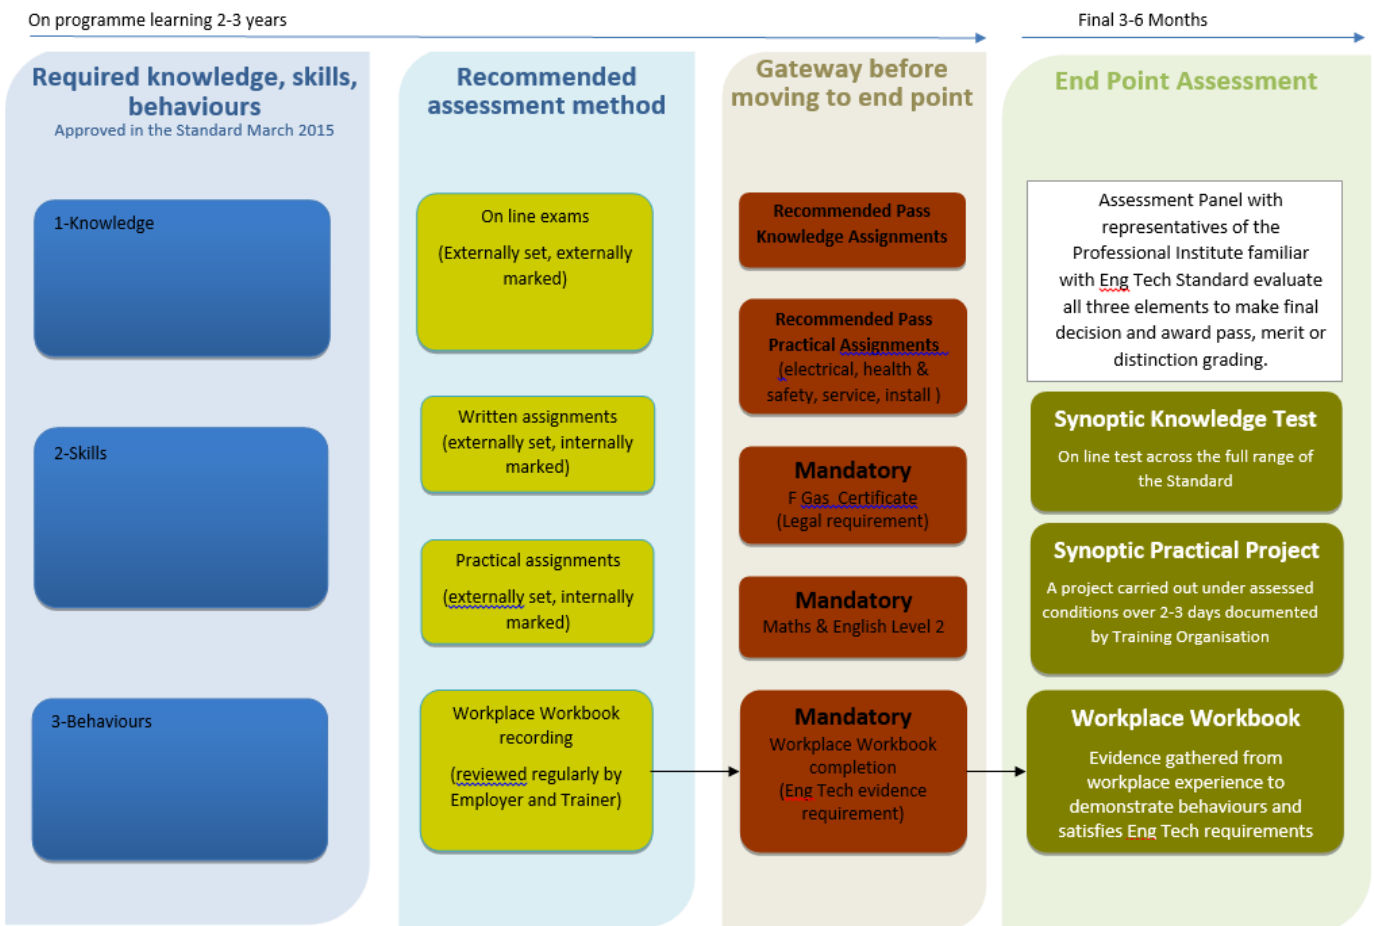 On programme learning 2-3 years
Final 3-6 Months
Required knowledge, skills,
behaviours
Approved in the Standard March 2015
1-Knowledge
2-Skills
3-Behaviours
Recommended
assessment method
On line exams
(Externally set, externally
marked)
Written assignments
(externally set, internally
marked)
Practical assignments
(externally set, internally
marked)
Workplace Workbook
recording
(reviewed regularly by
Employer and Trainer)
Gateway before
moving to end point
Recommended Pass
Knowledge Assignments
Recommended Pass
Practical Assignments
(electrical, health &
safety, service, install )
Mandatory
F Gas  Certificate
(Legal requirement)
Mandatory
Maths & English Level 2
Mandatory
Workplace Workbook
completion
(Eng Tech evidence
requirement)
End Point Assessment
Assessment Panel with
representatives of the
Professional Institute familiar
with Eng Tech Standard evaluate
all three elements to make final
decision and award pass, merit or
distinction grading.
Synoptic Knowledge Test
On line test across the full range of
the Standard
Synoptic Practical Project
A project carried out under assessed
conditions over 2-3 days documented
by Training Organisation
Workplace Workbook
Evidence gathered from
workplace experience to
demonstrate behaviours and
satisfies Eng Tech requirements